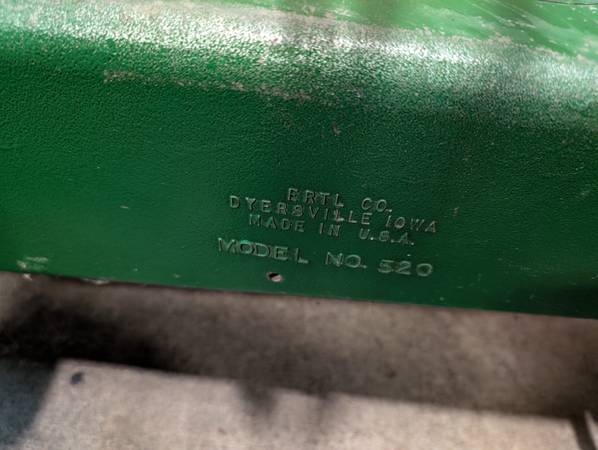 ERTL CO.
DYERSVILLE IOWA
MADE IN U.S.A.
MODEL NO. 520